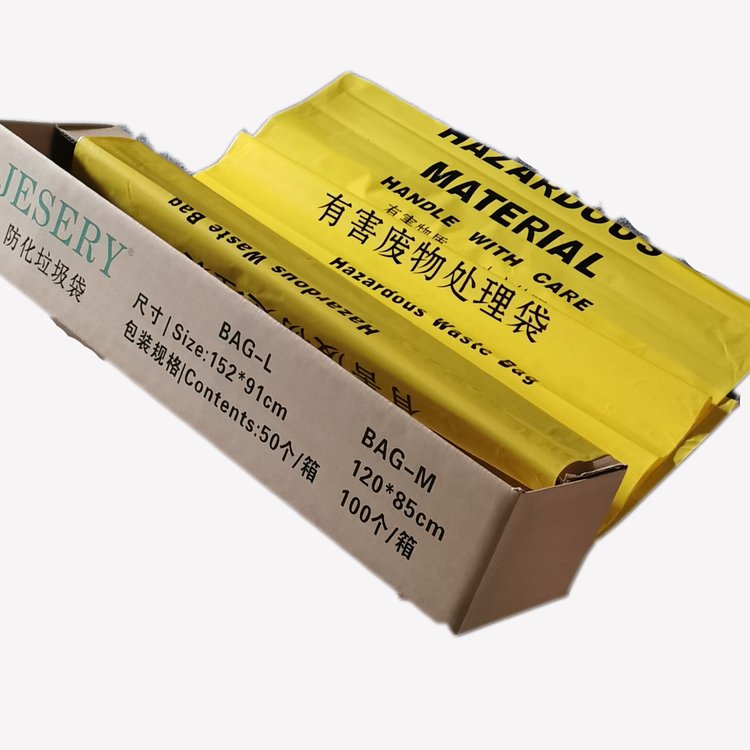 JESERY®
防化垃圾袋
BAG-L
尺寸|Size:152*91cm
包装规格|Contents:50个/箱
BAG-M
120*85cm
100个/箱
HAZARDOUS
MATERIAL
HANDLE WITH CARE
有害物质
有害废物处理袋
Hazardous Waste Bag
Hazardous Waste Bag
Hazardous